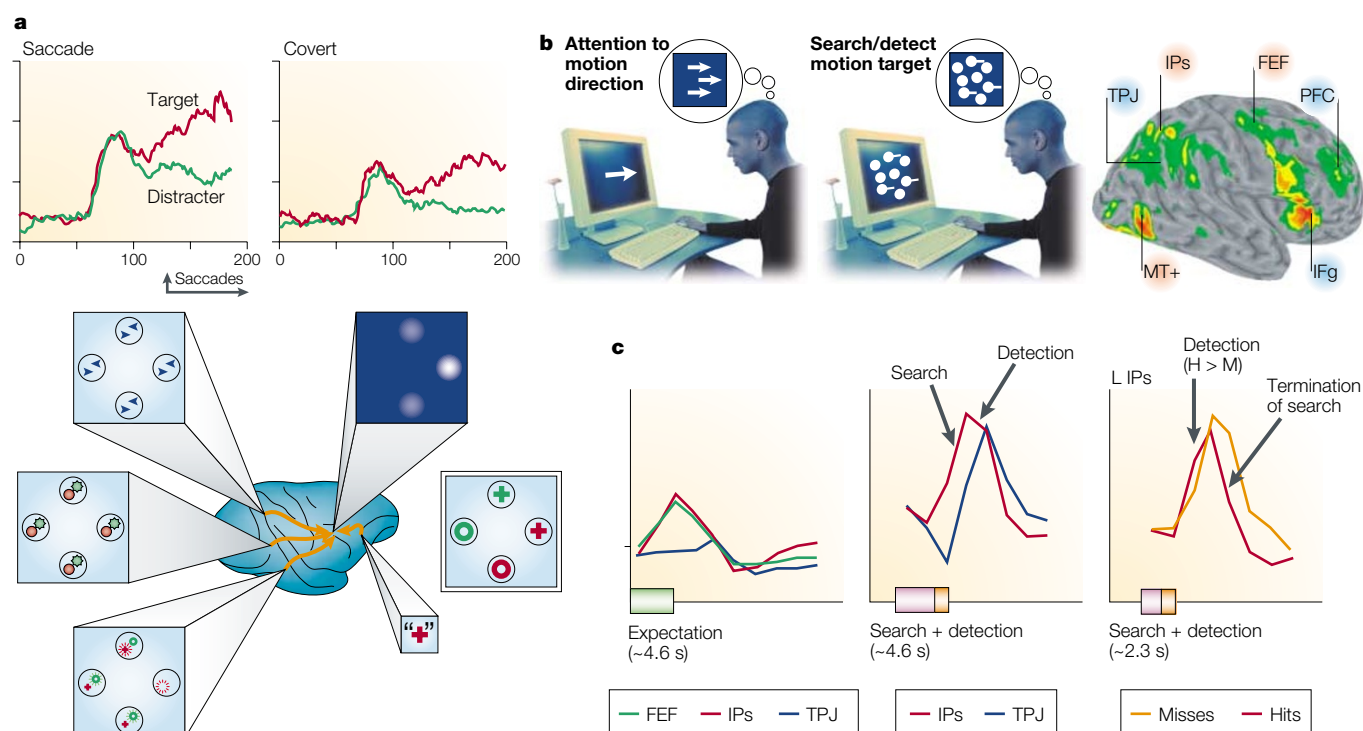 a
Saccade
Covert
Target
Distracter
0
100
200
0
100
200
Saccades
"+"
b
Attention to
motion
direction
Search/detect
motion target
IPs
FEF
TPJ
PFC
MT+
IFg
c
Search
Detection
L IPs
Detection
(H > M)
Termination
of search
Expectation
(~4.6 s)
Search + detection
(~4.6 s)
Search + detection
(~2.3 s)
FEF IPs TPJ
IPs TPJ
Misses Hits